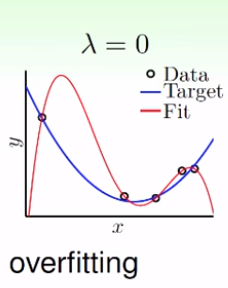 λ = 0
Data
Target
Fit
y
x
overfitting